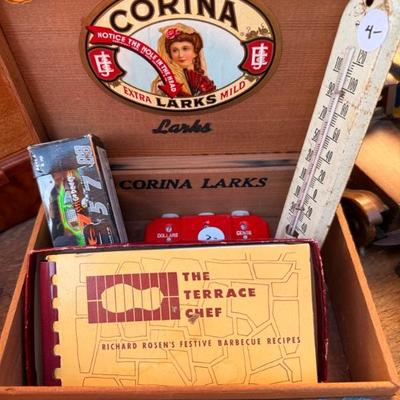 CORINA
NOTICE THE HOLE IN THE HEAD
EXTRA LARKS MILD
Larks
4-
CORINA LARKS
DOLLARS
CENTS
THE
TERRACE
CHEF
RICHARD ROSEN'S FESTIVE BARBECUE RECIPES